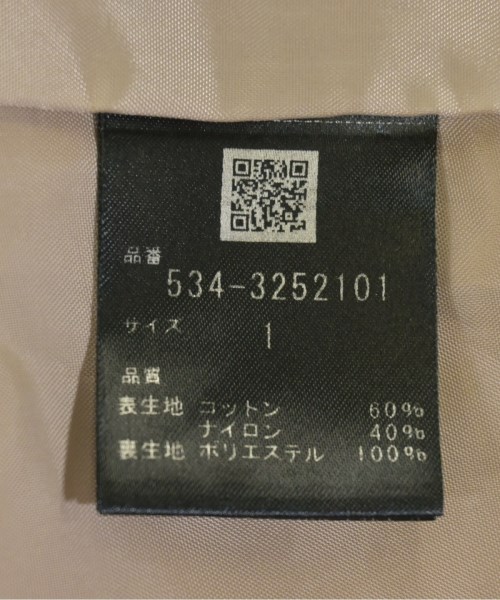 品番
534-3252101
サイズ 1
品質
表生地 コットン 60%
ナイロン 40%
裏生地 ポリエステル 100%